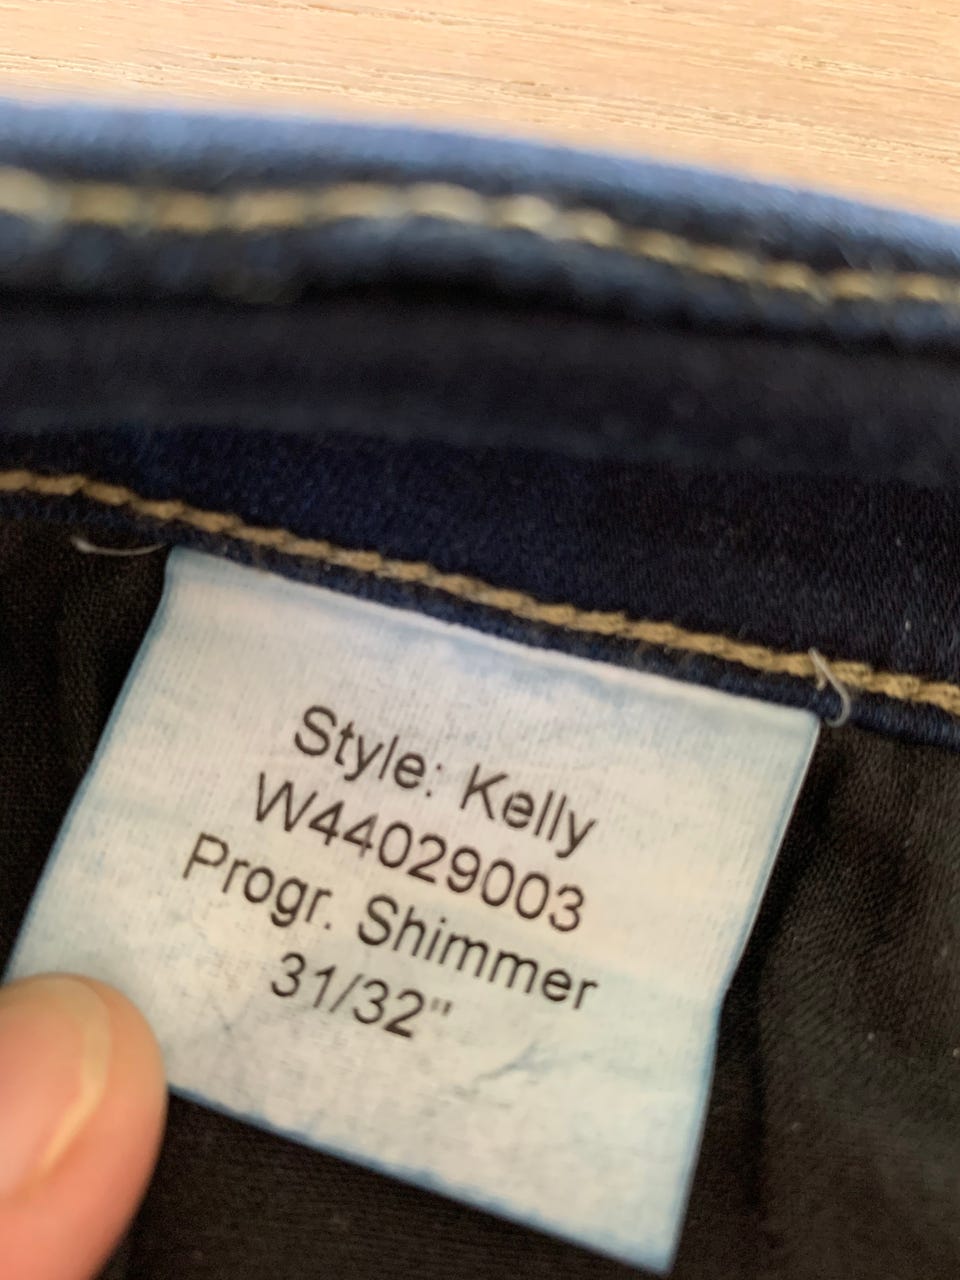 Style: Kelly
W44029003
Progr. Shimmer
31/32"